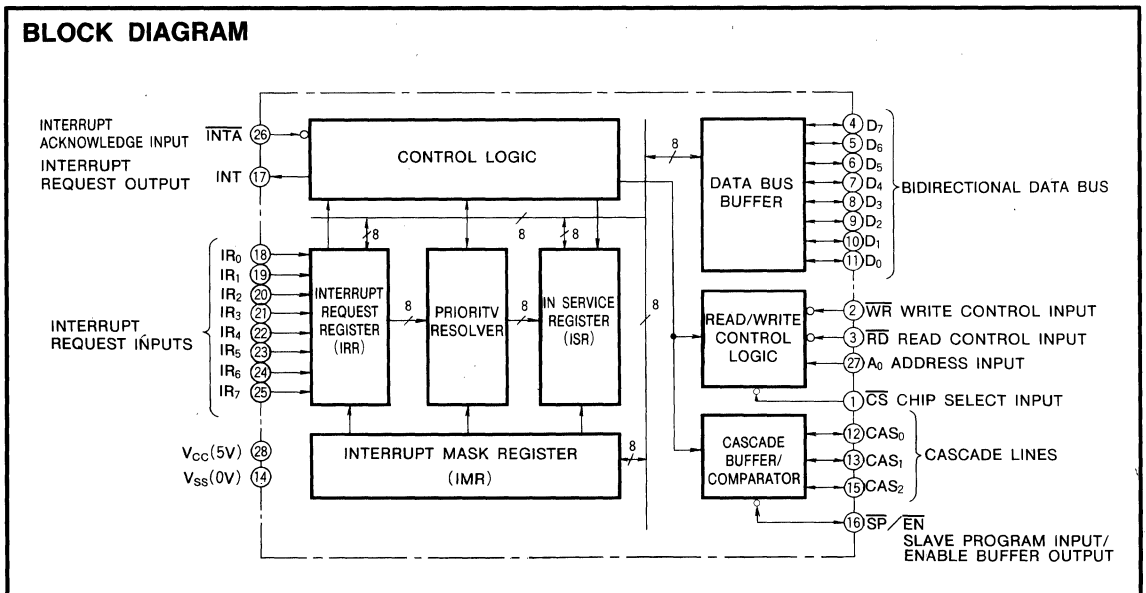 BLOCK DIAGRAM
INTERRUPT
ACKNOWLEDGE INPUT
INTA
26
INTERRUPT
REQUEST OUTPUT
INT
17
CONTROL LOGIC
8
8
8
8
8
8
8
8
8
INTERRUPT
REQUEST INPUTS
IR0 18
IR1 19
IR2 20
IR3 21
IR4 22
IR5 23
IR6 24
IR7 25
INTERRUPT
REQUEST
REGISTER
(IRR)
PRIORITV
RESOLVER
IN SERVICE
REGISTER
(ISR)
VCC(5V) 28
VSS(0V) 14
INTERRUPT MASK REGISTER
(IMR)
DATA BUS
BUFFER
4 D7
5 D6
6 D5
7 D4
8 D3
9 D2
10 D1
11 D0
BIDIRECTIONAL DATA BUS
READ/WRITE
CONTROL
LOGIC
2 WR WRITE CONTROL INPUT
3 RD READ CONTROL INPUT
27 A0 ADDRESS INPUT
1 CS CHIP SELECT INPUT
CASCADE
BUFFER/
COMPARATOR
12 CAS0
13 CAS1
15 CAS2
CASCADE LINES
16 SP/EN
SLAVE PROGRAM INPUT/
ENABLE BUFFER OUTPUT